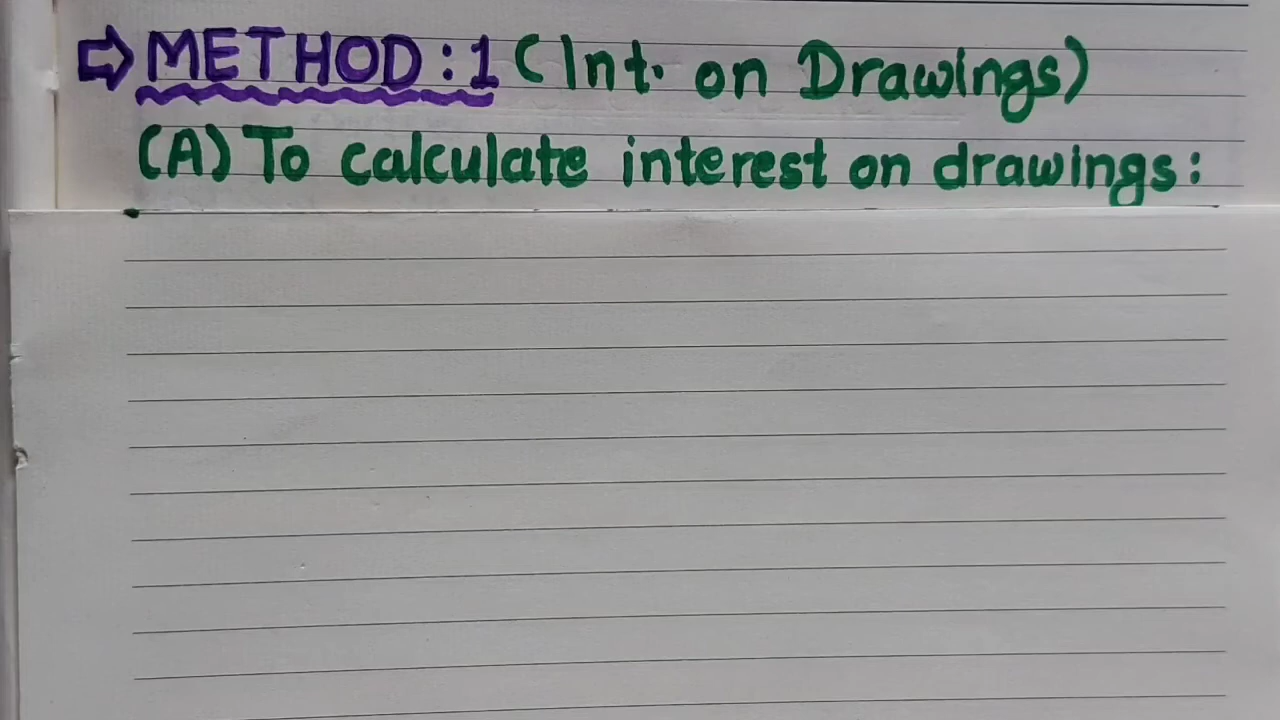 ⇨ METHOD : 1 (Int. on Drawings)
(A) To calculate interest on drawings: